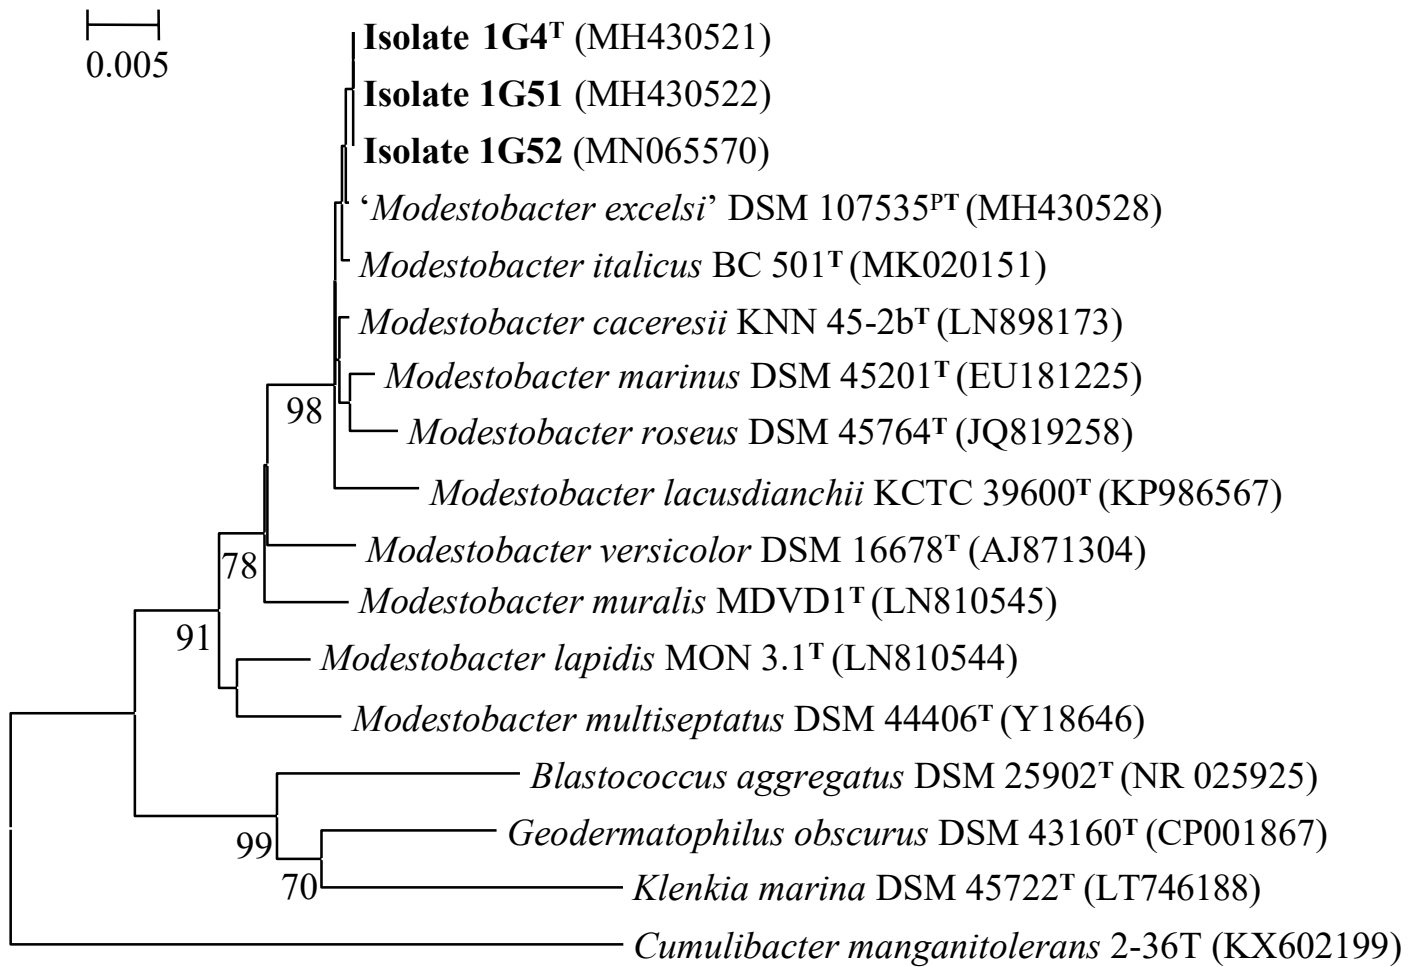 0.005
Isolate 1G4ᵀ (MH430521)
Isolate 1G51 (MH430522)
Isolate 1G52 (MN065570)
‘Modestobacter excelsi’ DSM 107535ᴾᵀ (MH430528)
Modestobacter italicus BC 501ᵀ (MK020151)
Modestobacter caceresii KNN 45-2bᵀ (LN898173)
Modestobacter marinus DSM 45201ᵀ (EU181225)
98
Modestobacter roseus DSM 45764ᵀ (JQ819258)
Modestobacter lacusdianchii KCTC 39600ᵀ (KP986567)
Modestobacter versicolor DSM 16678ᵀ (AJ871304)
78
Modestobacter muralis MDVD1ᵀ (LN810545)
91
Modestobacter lapidis MON 3.1ᵀ (LN810544)
Modestobacter multiseptatus DSM 44406ᵀ (Y18646)
Blastococcus aggregatus DSM 25902ᵀ (NR 025925)
Geodermatophilus obscurus DSM 43160ᵀ (CP001867)
99
70
Klenkia marina DSM 45722ᵀ (LT746188)
Cumulibacter manganitolerans 2-36T (KX602199)